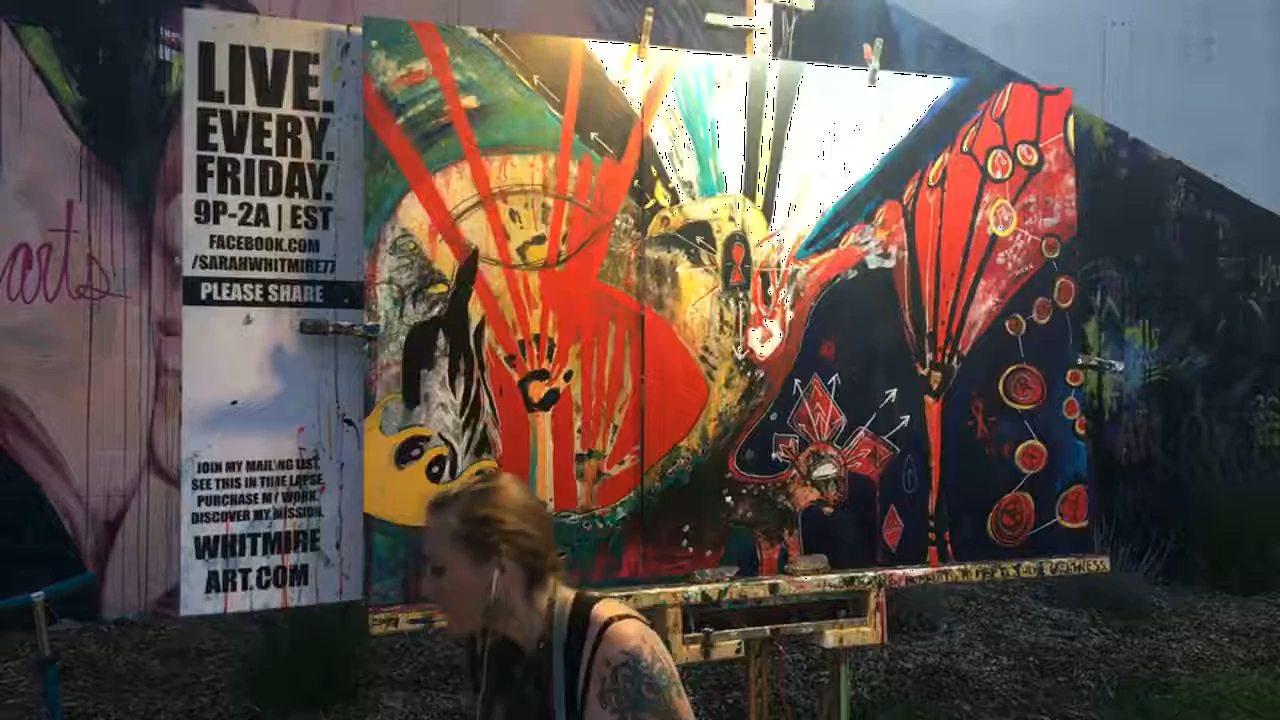 arts
LIVE.
EVERY.
FRIDAY.
9P-2A | EST
FACEBOOK.COM
/SARAHWHITMIRE77
PLEASE SHARE
JOIN MY MAILING LIST.
SEE THIS IN TIME LAPSE.
PURCHASE MY WORK.
DISCOVER MY MISSION.
WHITMIRE
ART.COM